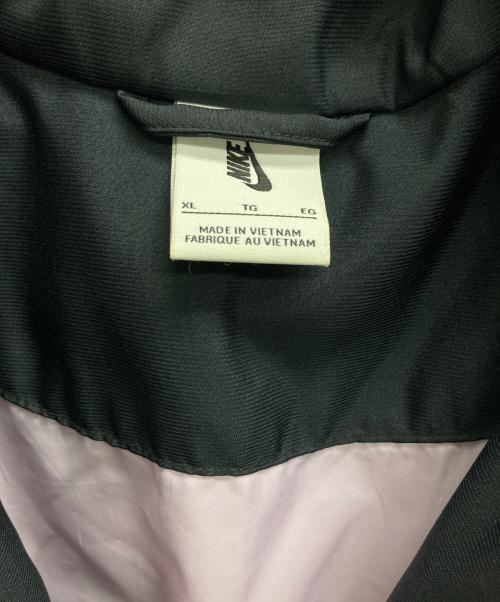 NIKE
XL TG EG
MADE IN VIETNAM
FABRIQUE AU VIETNAM